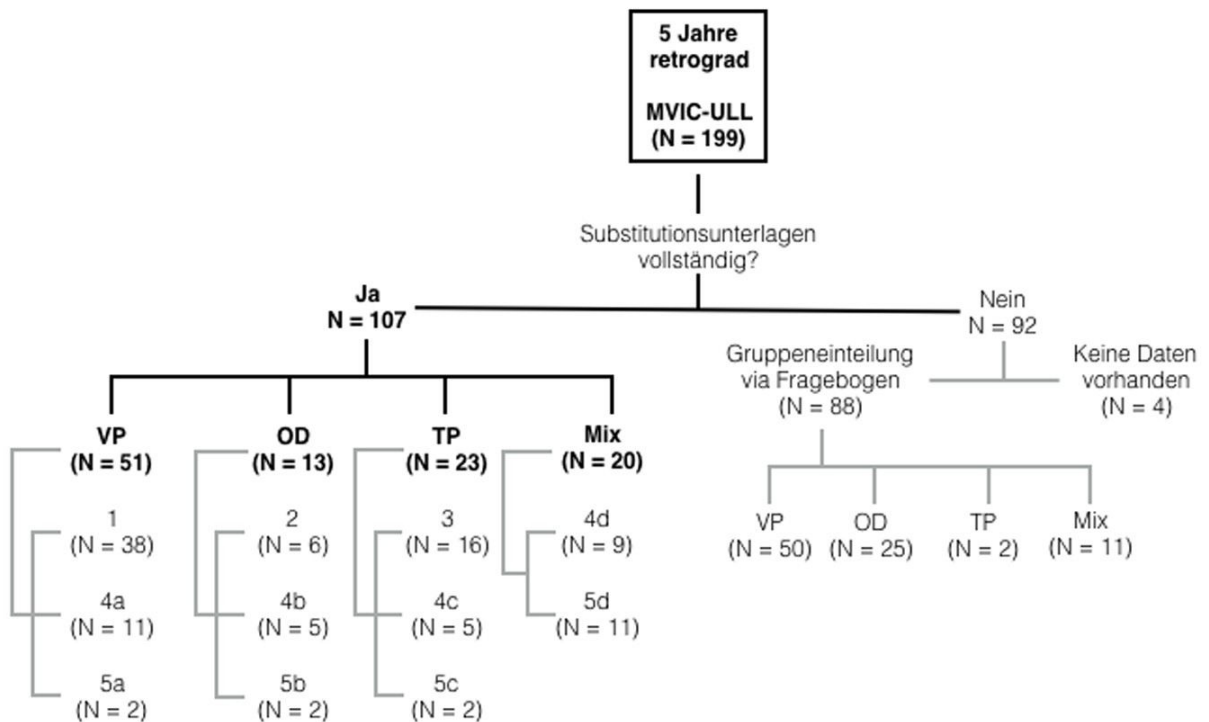 5 Jahre
retrograd
MVIC-ULL
(N = 199)
Substitutionsunterlagen
vollständig?
Ja
N = 107
Nein
N = 92
Gruppeneinteilung
via Fragebogen
(N = 88)
Keine Daten
vorhanden
(N = 4)
VP
(N = 51)
OD
(N = 13)
TP
(N = 23)
Mix
(N = 20)
1
(N = 38)
2
(N = 6)
3
(N = 16)
4d
(N = 9)
4a
(N = 11)
4b
(N = 5)
4c
(N = 5)
5d
(N = 11)
5a
(N = 2)
5b
(N = 2)
5c
(N = 2)
VP
(N = 50)
OD
(N = 25)
TP
(N = 2)
Mix
(N = 11)